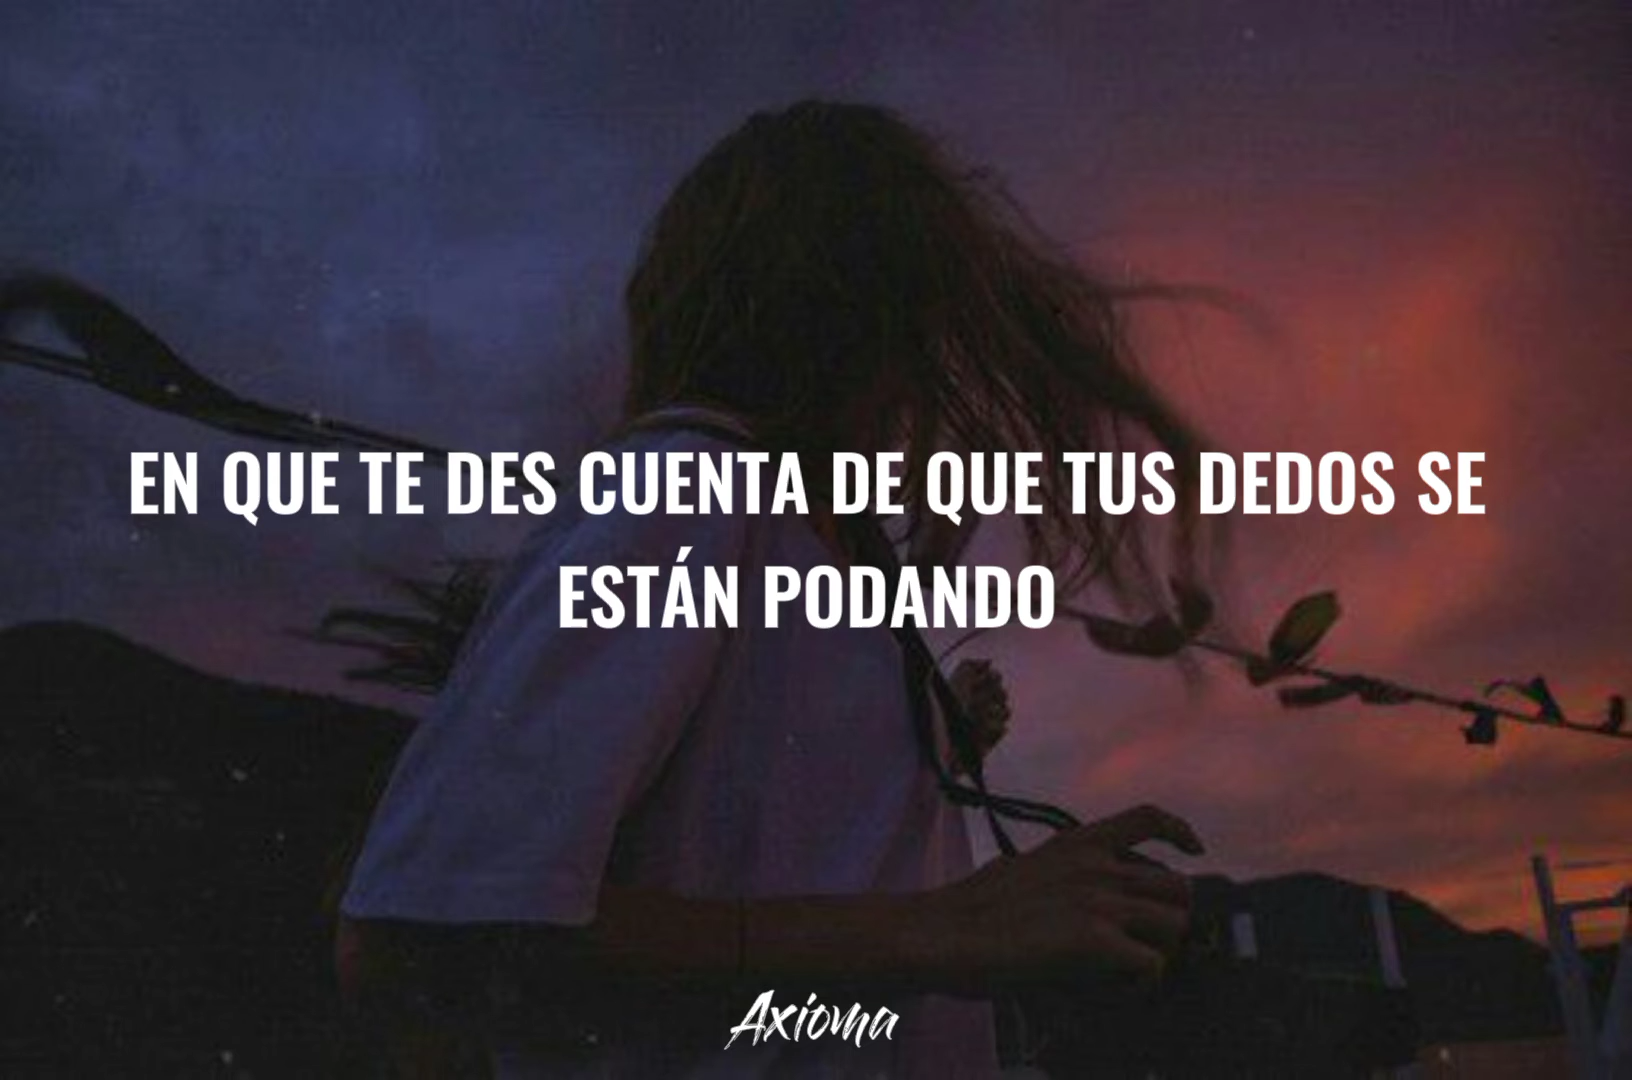 EN QUE TE DES CUENTA DE QUE TUS DEDOS SE
ESTÁN PODANDO
Axioma